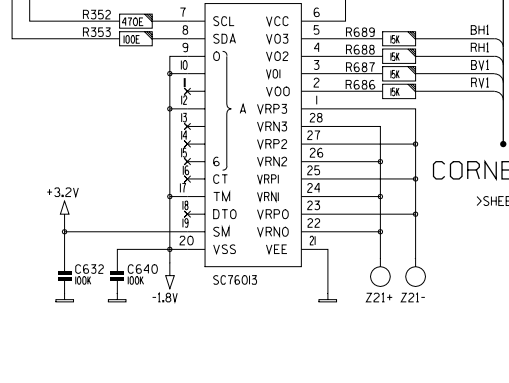 R352 470E 7 SCL VCC 6
R353 100E 8 SDA VO3 5 R689 15K BH1
9 0 VO2 4 R688 15K RH1
10 VO1 3 R687 15K BV1
11 VOO 2 R686 15K RV1
12 A VRP3 1
13 VRN3 28
14 VRP2 27
15 6 VRN2 26
16 CT VRP1 25
17 TM VRN1 24
18 DTO VRPO 23
19 SM VRNO 22
20 VSS VEE 21
CORNE
>SHEE
+3.2V
C632 100K C640 100K
-1.8V
SC76013
Z21+ Z21-